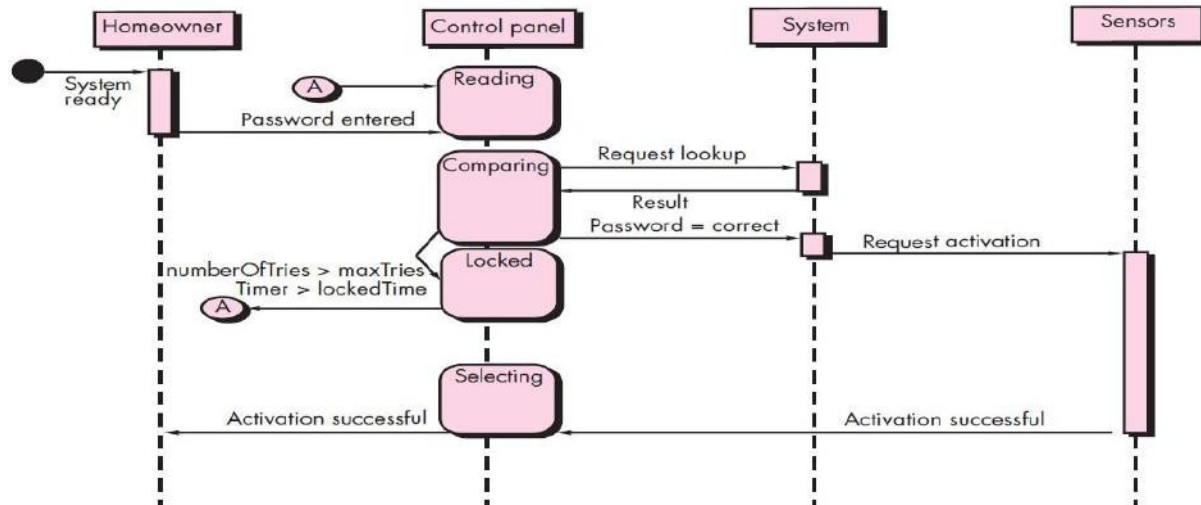 Homeowner
Control panel
System
Sensors
System
ready
A
Reading
Password entered
Comparing
Request lookup
Result
Password = correct
Request activation
numberOfTries > maxTries
Locked
Timer > lockedTime
A
Selecting
Activation successful
Activation successful